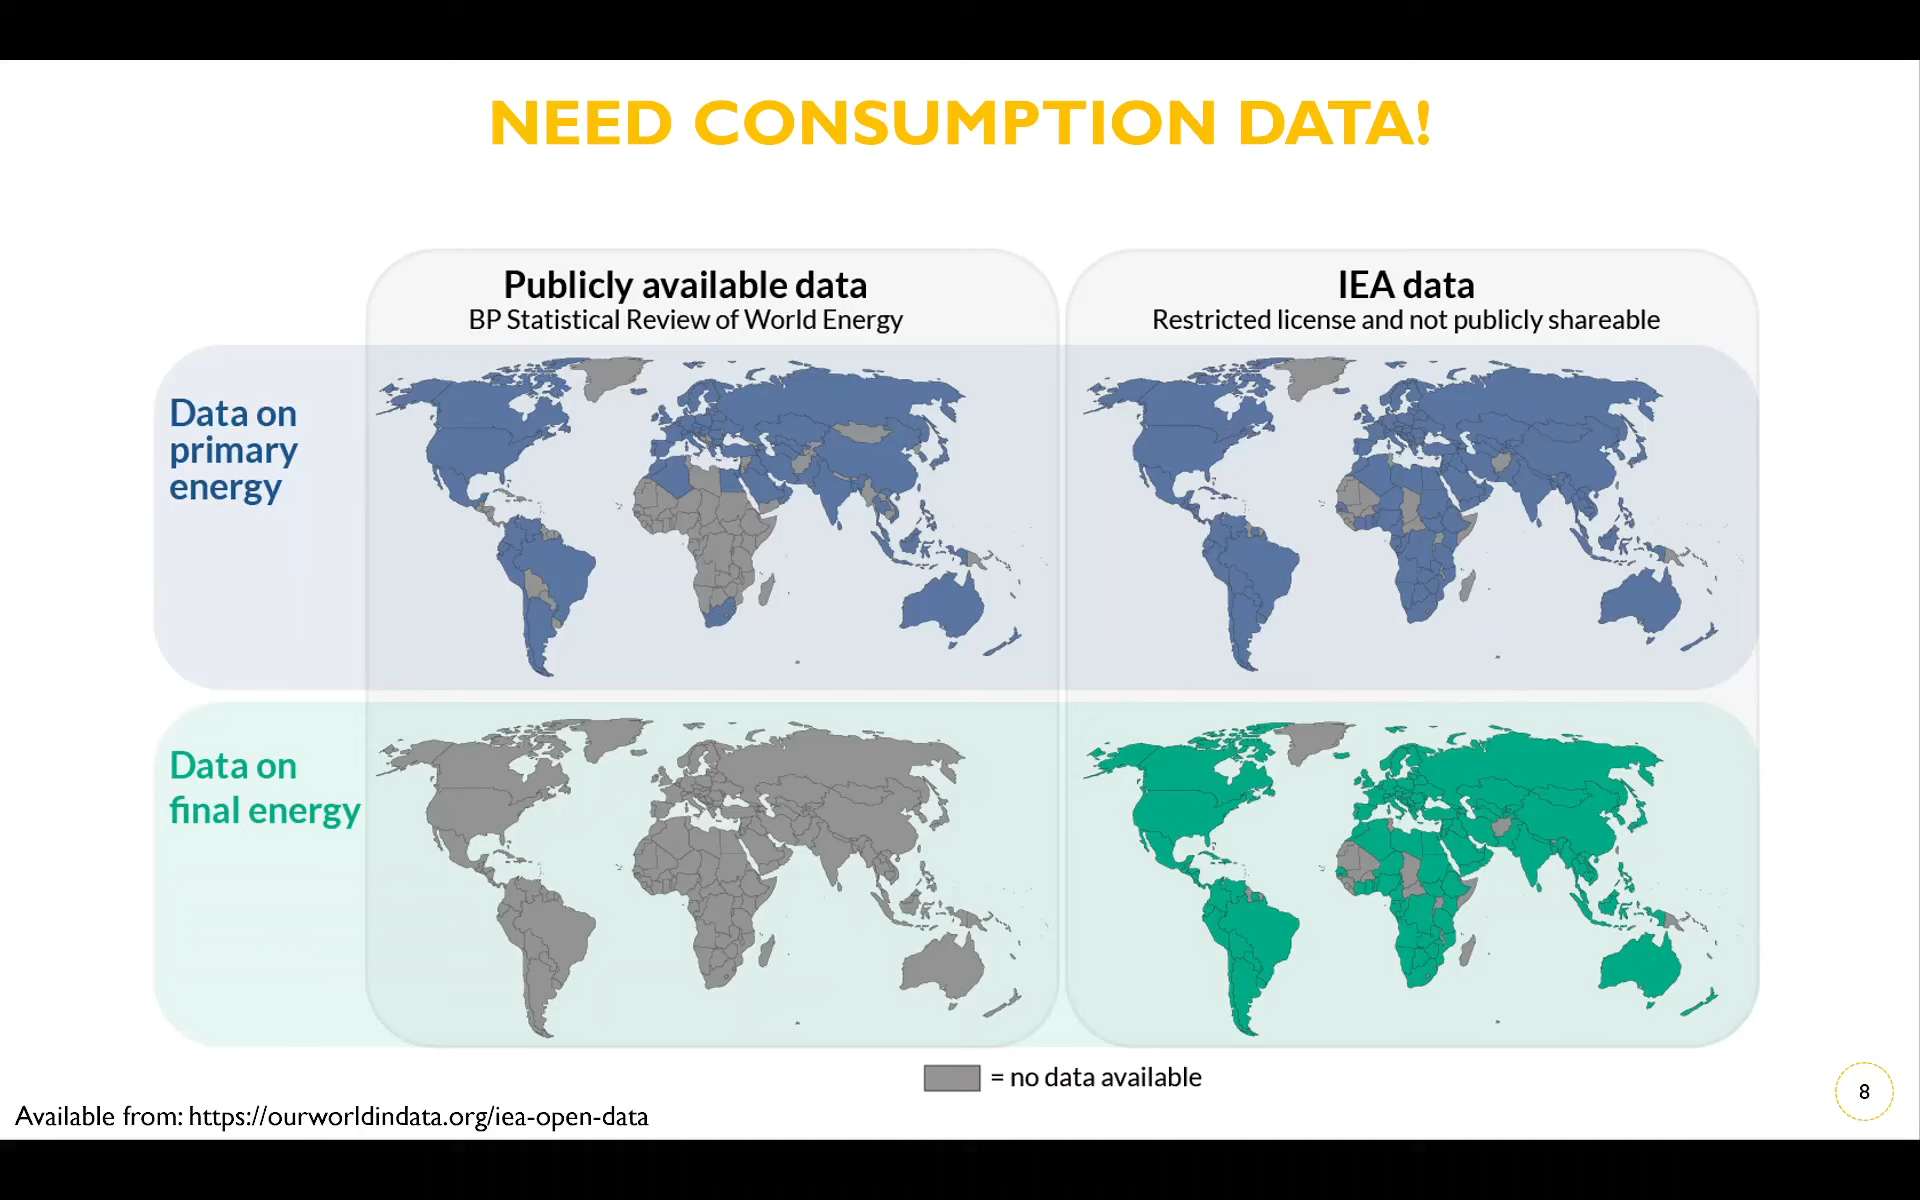 NEED CONSUMPTION DATA!
Publicly available data
BP Statistical Review of World Energy
IEA data
Restricted license and not publicly shareable
Data on
primary
energy
Data on
final energy
= no data available
8
Available from: https://ourworldindata.org/iea-open-data